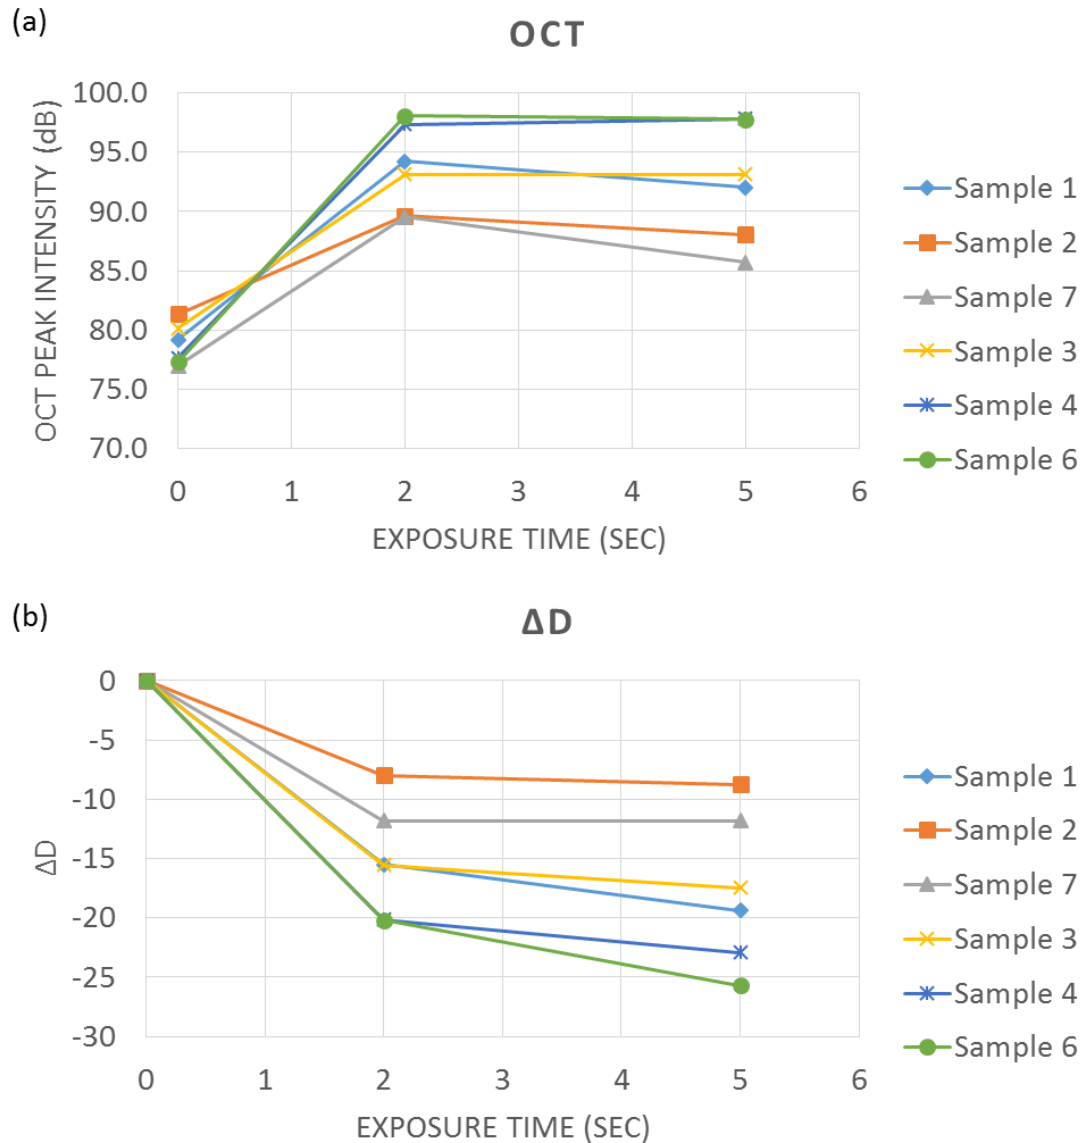 (a)
OCT
100.0
95.0
90.0
85.0
80.0
75.0
70.0
OCT PEAK INTENSITY (dB)
0 1 2 3 4 5 6
EXPOSURE TIME (SEC)
Sample 1
Sample 2
Sample 7
Sample 3
Sample 4
Sample 6
(b)
ΔD
0
-5
-10
-15
-20
-25
-30
ΔD
0 1 2 3 4 5 6
EXPOSURE TIME (SEC)
Sample 1
Sample 2
Sample 7
Sample 3
Sample 4
Sample 6